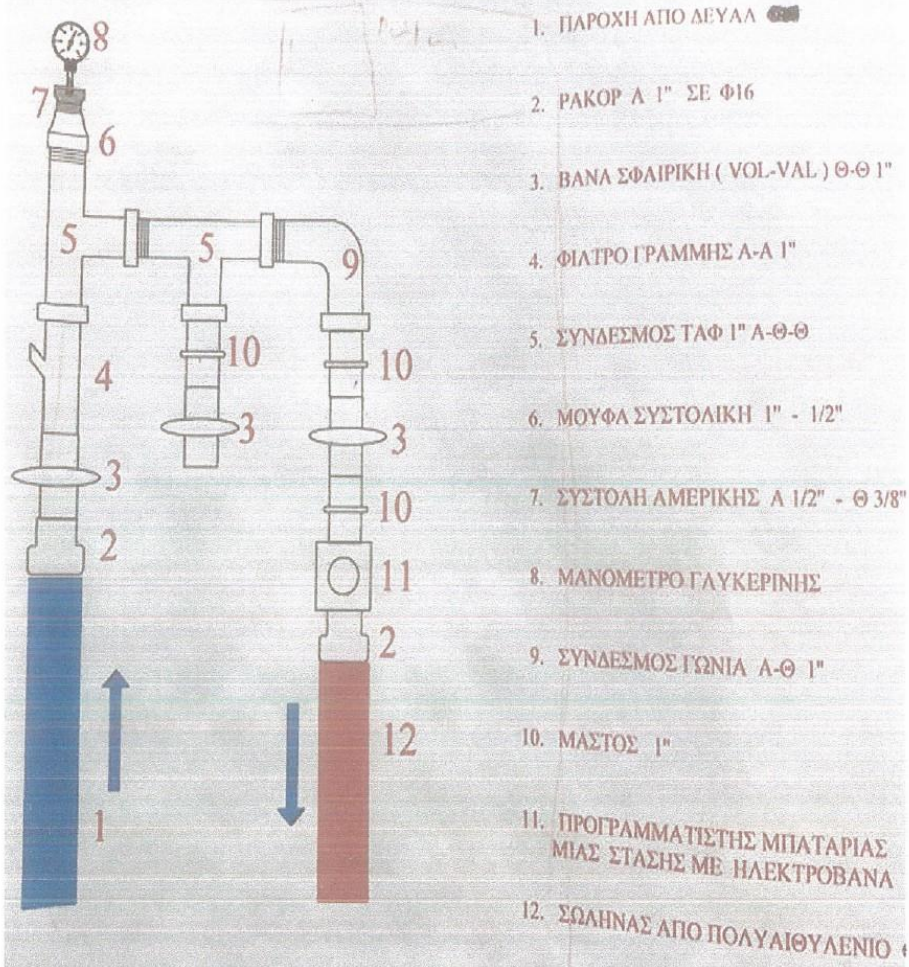 1. ΠΑΡΟΧΗ ΑΠΟ ΔΕΥΑΛ
2. ΡΑΚΟΡ Α 1" ΣΕ Φ16
3. ΒΑΝΑ ΣΦΑΙΡΙΚΗ ( VOL-VAL ) Θ-Θ 1"
4. ΦΙΛΤΡΟ ΓΡΑΜΜΗΣ Α-Α 1"
5. ΣΥΝΔΕΣΜΟΣ ΤΑΦ 1" Α-Θ-Θ
6. ΜΟΥΦΑ ΣΥΣΤΟΛΙΚΗ 1" - 1/2"
7. ΣΥΣΤΟΛΗ ΑΜΕΡΙΚΗΣ Α 1/2" - Θ 3/8"
8. ΜΑΝΟΜΕΤΡΟ ΓΛΥΚΕΡΙΝΗΣ
9. ΣΥΝΔΕΣΜΟΣ ΓΩΝΙΑ Α-Θ 1"
10. ΜΑΣΤΟΣ 1"
11. ΠΡΟΓΡΑΜΜΑΤΙΣΤΗΣ ΜΠΑΤΑΡΙΑΣ
ΜΙΑΣ ΣΤΑΣΗΣ ΜΕ ΗΛΕΚΤΡΟΒΑΝΑ
12. ΣΩΛΗΝΑΣ ΑΠΟ ΠΟΛΥΑΙΘΥΛΕΝΙΟ
8
7
6
5
5
9
10
10
4
3
3
3
10
2
11
2
12
1